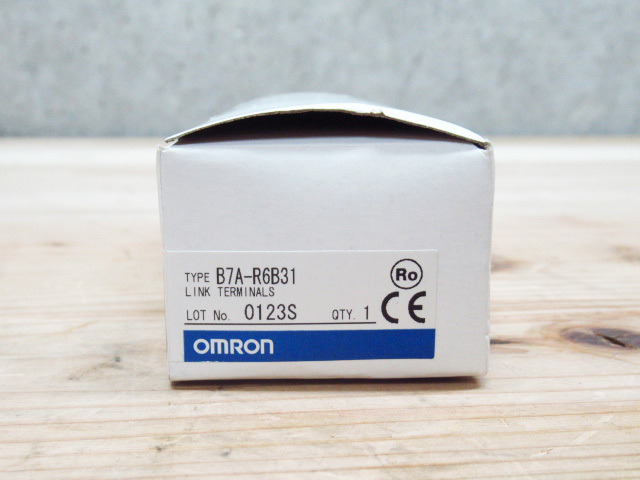 TYPE B7A-R6B31
LINK TERMINALS
LOT No. 0123S QTY. 1
Ro
CE
OMRON